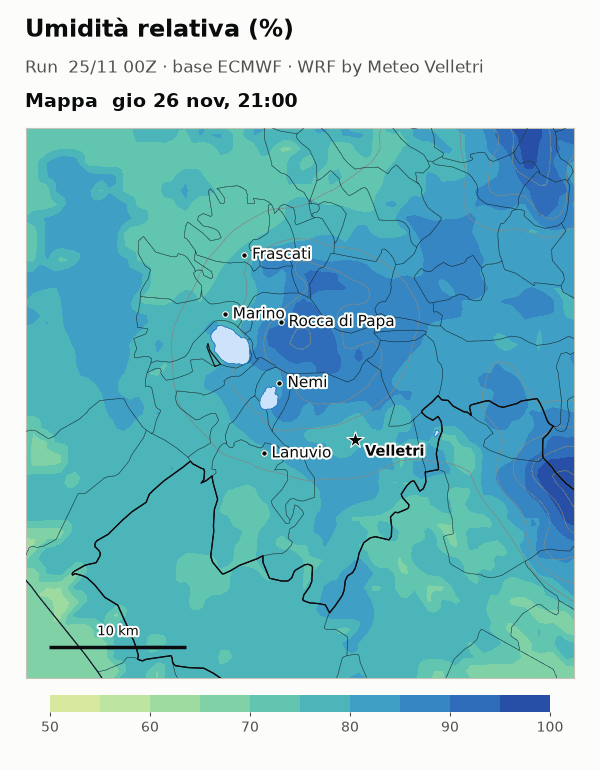 Umidità relativa (%)
Run  25/11 00Z · base ECMWF · WRF by Meteo Velletri
Mappa  gio 26 nov, 21:00
Frascati
Marino
Rocca di Papa
Nemi
Velletri
Lanuvio
10 km
50 60 70 80 90 100